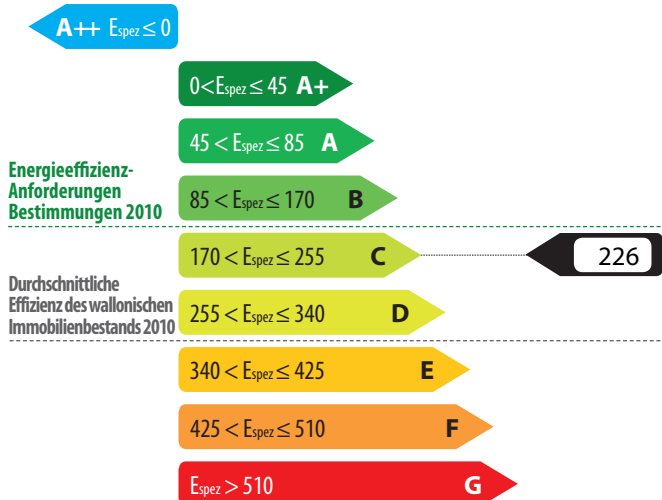 A++ Espez ≤ 0
0<Espez ≤ 45 A+
45 < Espez ≤ 85 A
Energieeffizienz-
Anforderungen
Bestimmungen 2010
85 < Espez ≤ 170 B
170 < Espez ≤ 255 C
226
Durchschnittliche
Effizienz des wallonischen
Immobilienbestands 2010
255 < Espez ≤ 340 D
340 < Espez ≤ 425 E
425 < Espez ≤ 510 F
Espez > 510 G